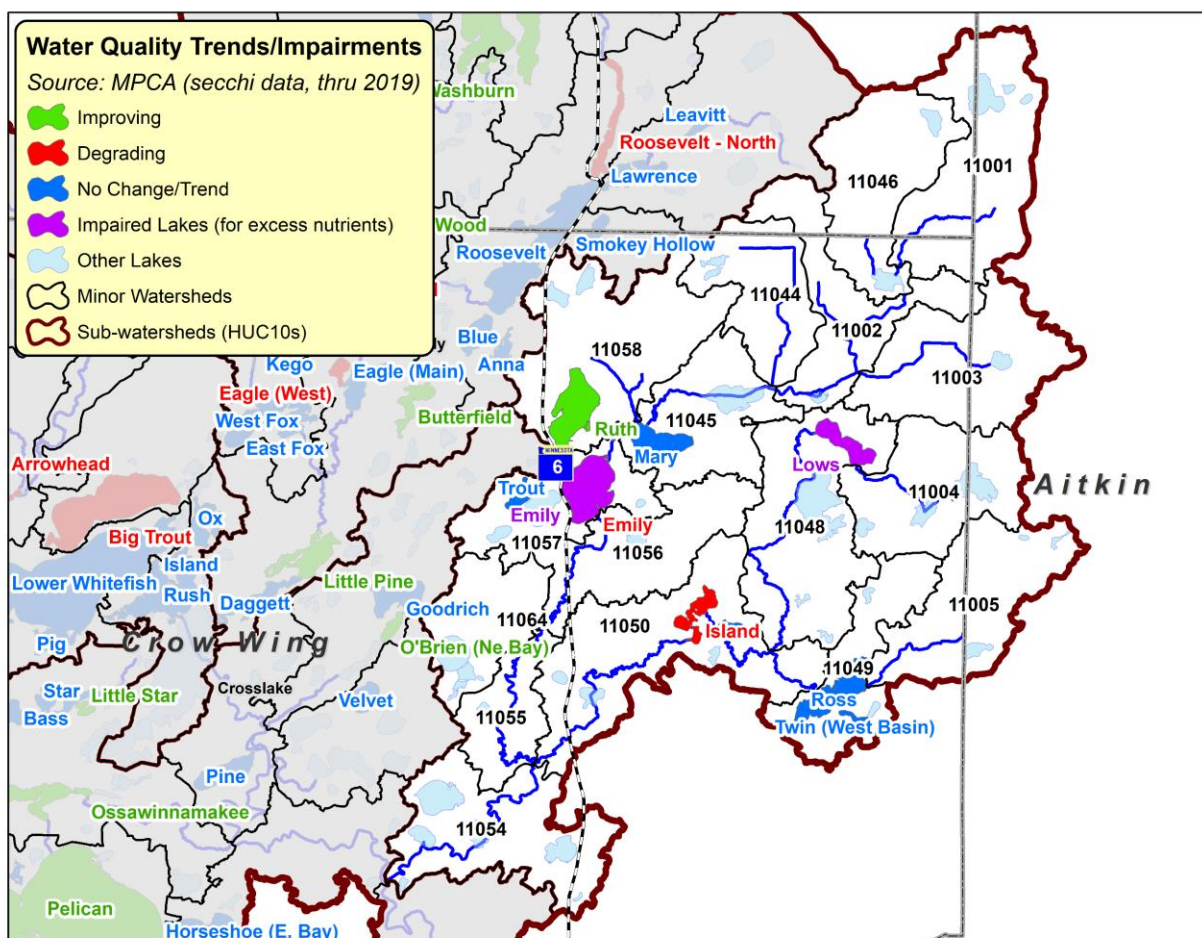 Water Quality Trends/Impairments
Source: MPCA (secchi data, thru 2019)
Improving
Degrading
No Change/Trend
Impaired Lakes (for excess nutrients)
Other Lakes
Minor Watersheds
Sub-watersheds (HUC10s)
Washburn
Leavitt
Roosevelt - North
Lawrence
11001
11046
Wood
Smokey Hollow
Roosevelt
11044
11002
Blue
Kego
Eagle (Main)
Anna
11058
11003
Eagle (West)
Butterfield
West Fox
East Fox
Ruth
11045
MINNESOTA
6
Mary
Lows
Arrowhead
Trout
Aitkin
11004
Ox
Emily
Emily
11048
Big Trout
11057
11056
Island
Lower Whitefish
Little Pine
Rush
Daggett
Goodrich
11064
11050
11005
Island
Pig
Crow Wing
O'Brien (Ne Bay)
11049
Crosslake
Star
Little Star
Velvet
Ross
Bass
11055
Twin (West Basin)
Pine
Ossawinnamakee
11054
Pelican
Horseshoe (E. Bay)